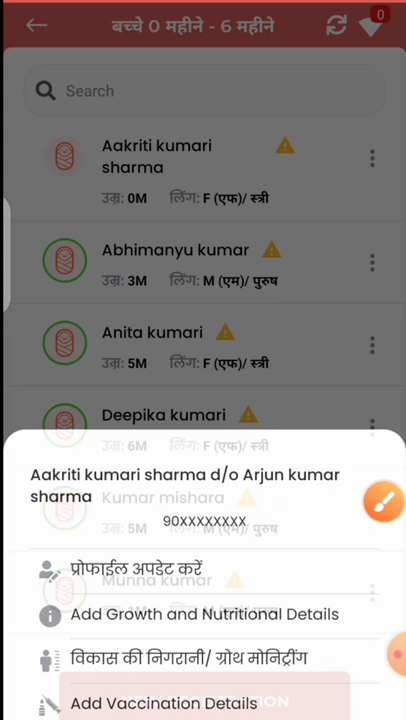 बच्चे 0 महीने - 6 महीने
0
Search
Aakriti kumari
sharma
उम्र: 0M लिंग: F (एफ)/ स्त्री
Abhimanyu kumar
उम्र: 3M लिंग: M (एम)/ पुरुष
Anita kumari
उम्र: 5M लिंग: F (एफ)/ स्त्री
Deepika kumari
उम्र: 6M लिंग: F (एफ)/ स्त्री
Aakriti kumari sharma d/o Arjun kumar
sharma
Kumar mishara
90XXXXXXXX
उम्र: 5M लिंग: M (एम)/ पुरुष
प्रोफाईल अपडेट करें
Munna kumar
Add Growth and Nutritional Details
विकास की निगरानी/ ग्रोथ मोनिट्रींग
Add Vaccination Details